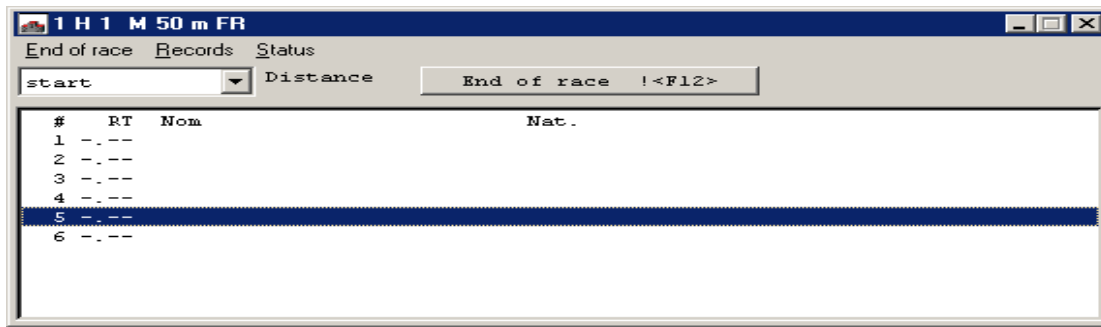 1 H 1 M 50 m FR
End of race Records Status
start Distance End of race !<F12>
# RT Nom Nat.
1 -.--
2 -.--
3 -.--
4 -.--
5 -.--
6 -.--